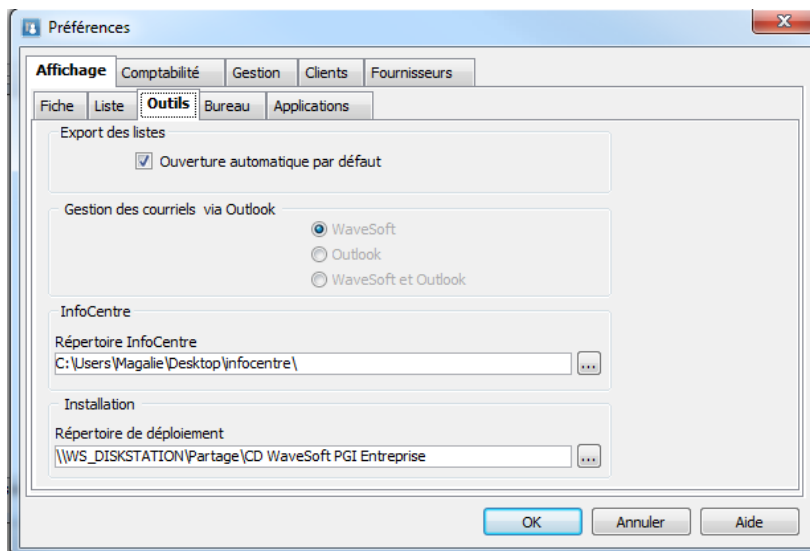 Préférences
Affichage Comptabilité Gestion Clients Fournisseurs
Fiche Liste Outils Bureau Applications
Export des listes
Ouverture automatique par défaut
Gestion des courriels via Outlook
WaveSoft
Outlook
WaveSoft et Outlook
InfoCentre
Répertoire InfoCentre
C:\Users\Magalie\Desktop\infocentre\
...
Installation
Répertoire de déploiement
\\WS_DISKSTATION\Partage\CD WaveSoft PGI Entreprise
...
OK Annuler Aide